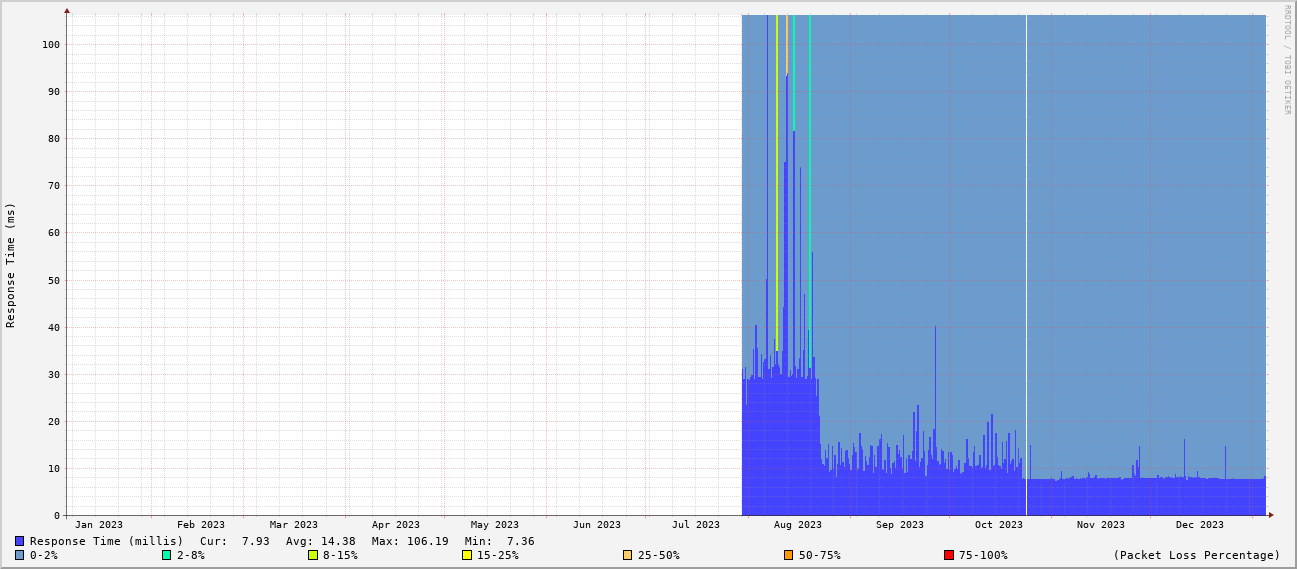 RRDTOOL / TOBI OETIKER
Response Time (ms)
100
90
80
70
60
50
40
30
20
10
0
Jan 2023 Feb 2023 Mar 2023 Apr 2023 May 2023 Jun 2023 Jul 2023 Aug 2023 Sep 2023 Oct 2023 Nov 2023 Dec 2023
Response Time (millis) Cur: 7.93 Avg: 14.38 Max: 106.19 Min: 7.36
0-2% 2-8% 8-15% 15-25% 25-50% 50-75% 75-100% (Packet Loss Percentage)